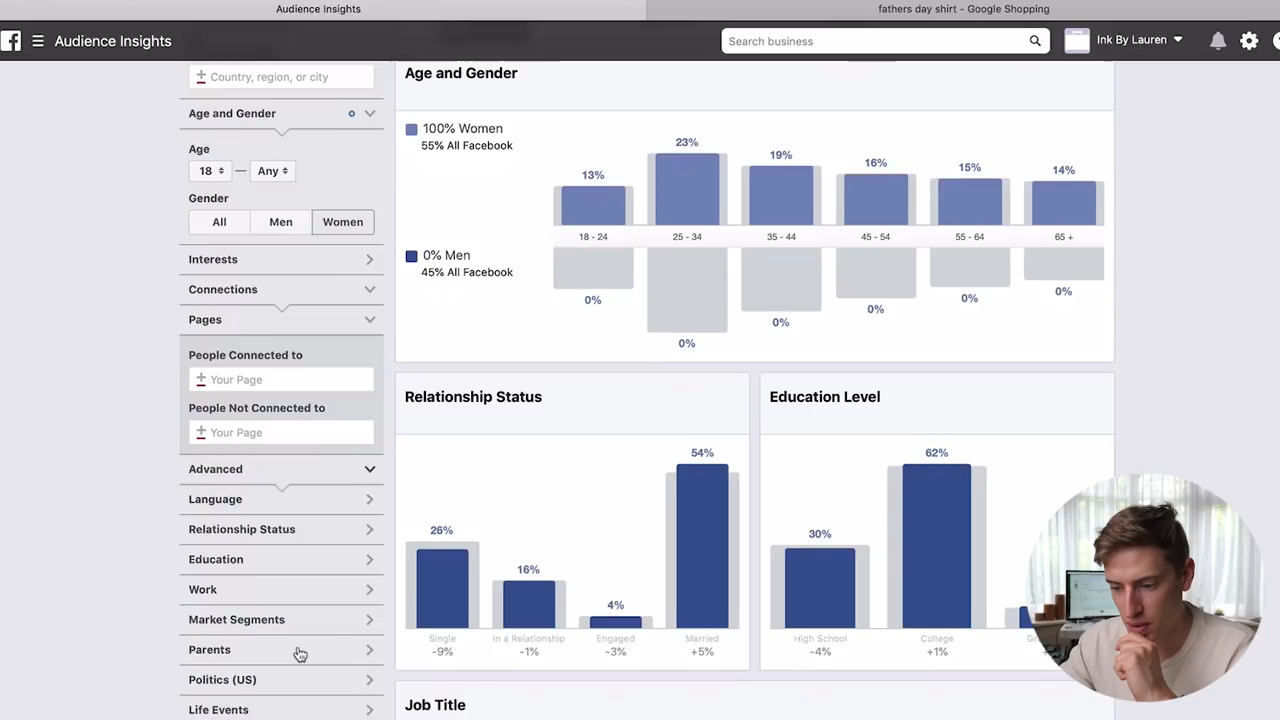 Audience Insights
fathers day shirt - Google Shopping
Audience Insights
Search business
Ink By Lauren
Country, region, or city
Age and Gender
Age
18 — Any
Gender
All Men Women
Interests
Connections
Pages
People Connected to
Your Page
People Not Connected to
Your Page
Advanced
Language
Relationship Status
Education
Work
Market Segments
Parents
Politics (US)
Life Events
Age and Gender
100% Women
55% All Facebook
13% 23% 19% 16% 15% 14%
18 - 24 25 - 34 35 - 44 45 - 54 55 - 64 65 +
0% Men
45% All Facebook
0% 0% 0% 0% 0% 0%
Relationship Status
26% 16% 4% 54%
Single In a Relationship Engaged Married
-9% -1% -3% +5%
Education Level
30% 62%
High School College
-4% +1%
Job Title